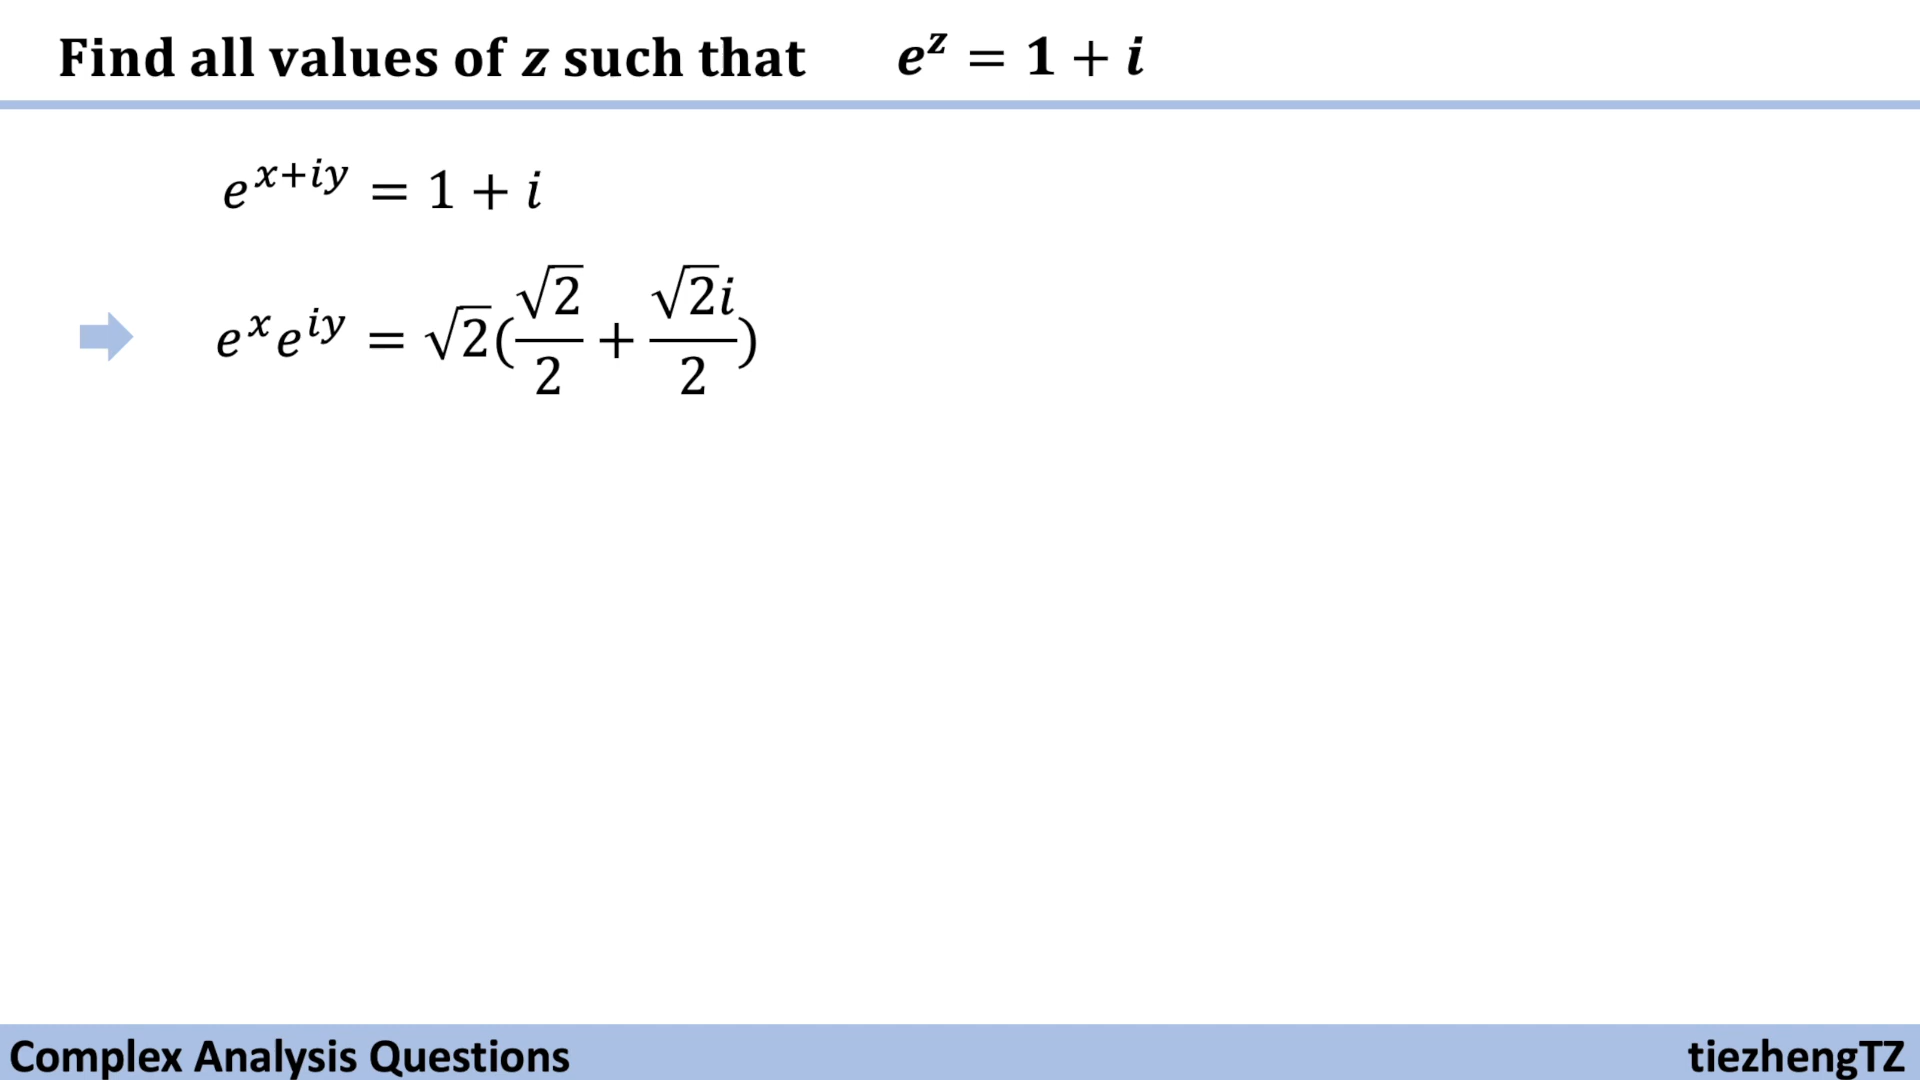 Find all values of z such that e^z = 1 + i
e^{x+iy} = 1 + i
e^x e^{iy} = √2(√2/2 + √2i/2)
Complex Analysis Questions
tiezhengTZ